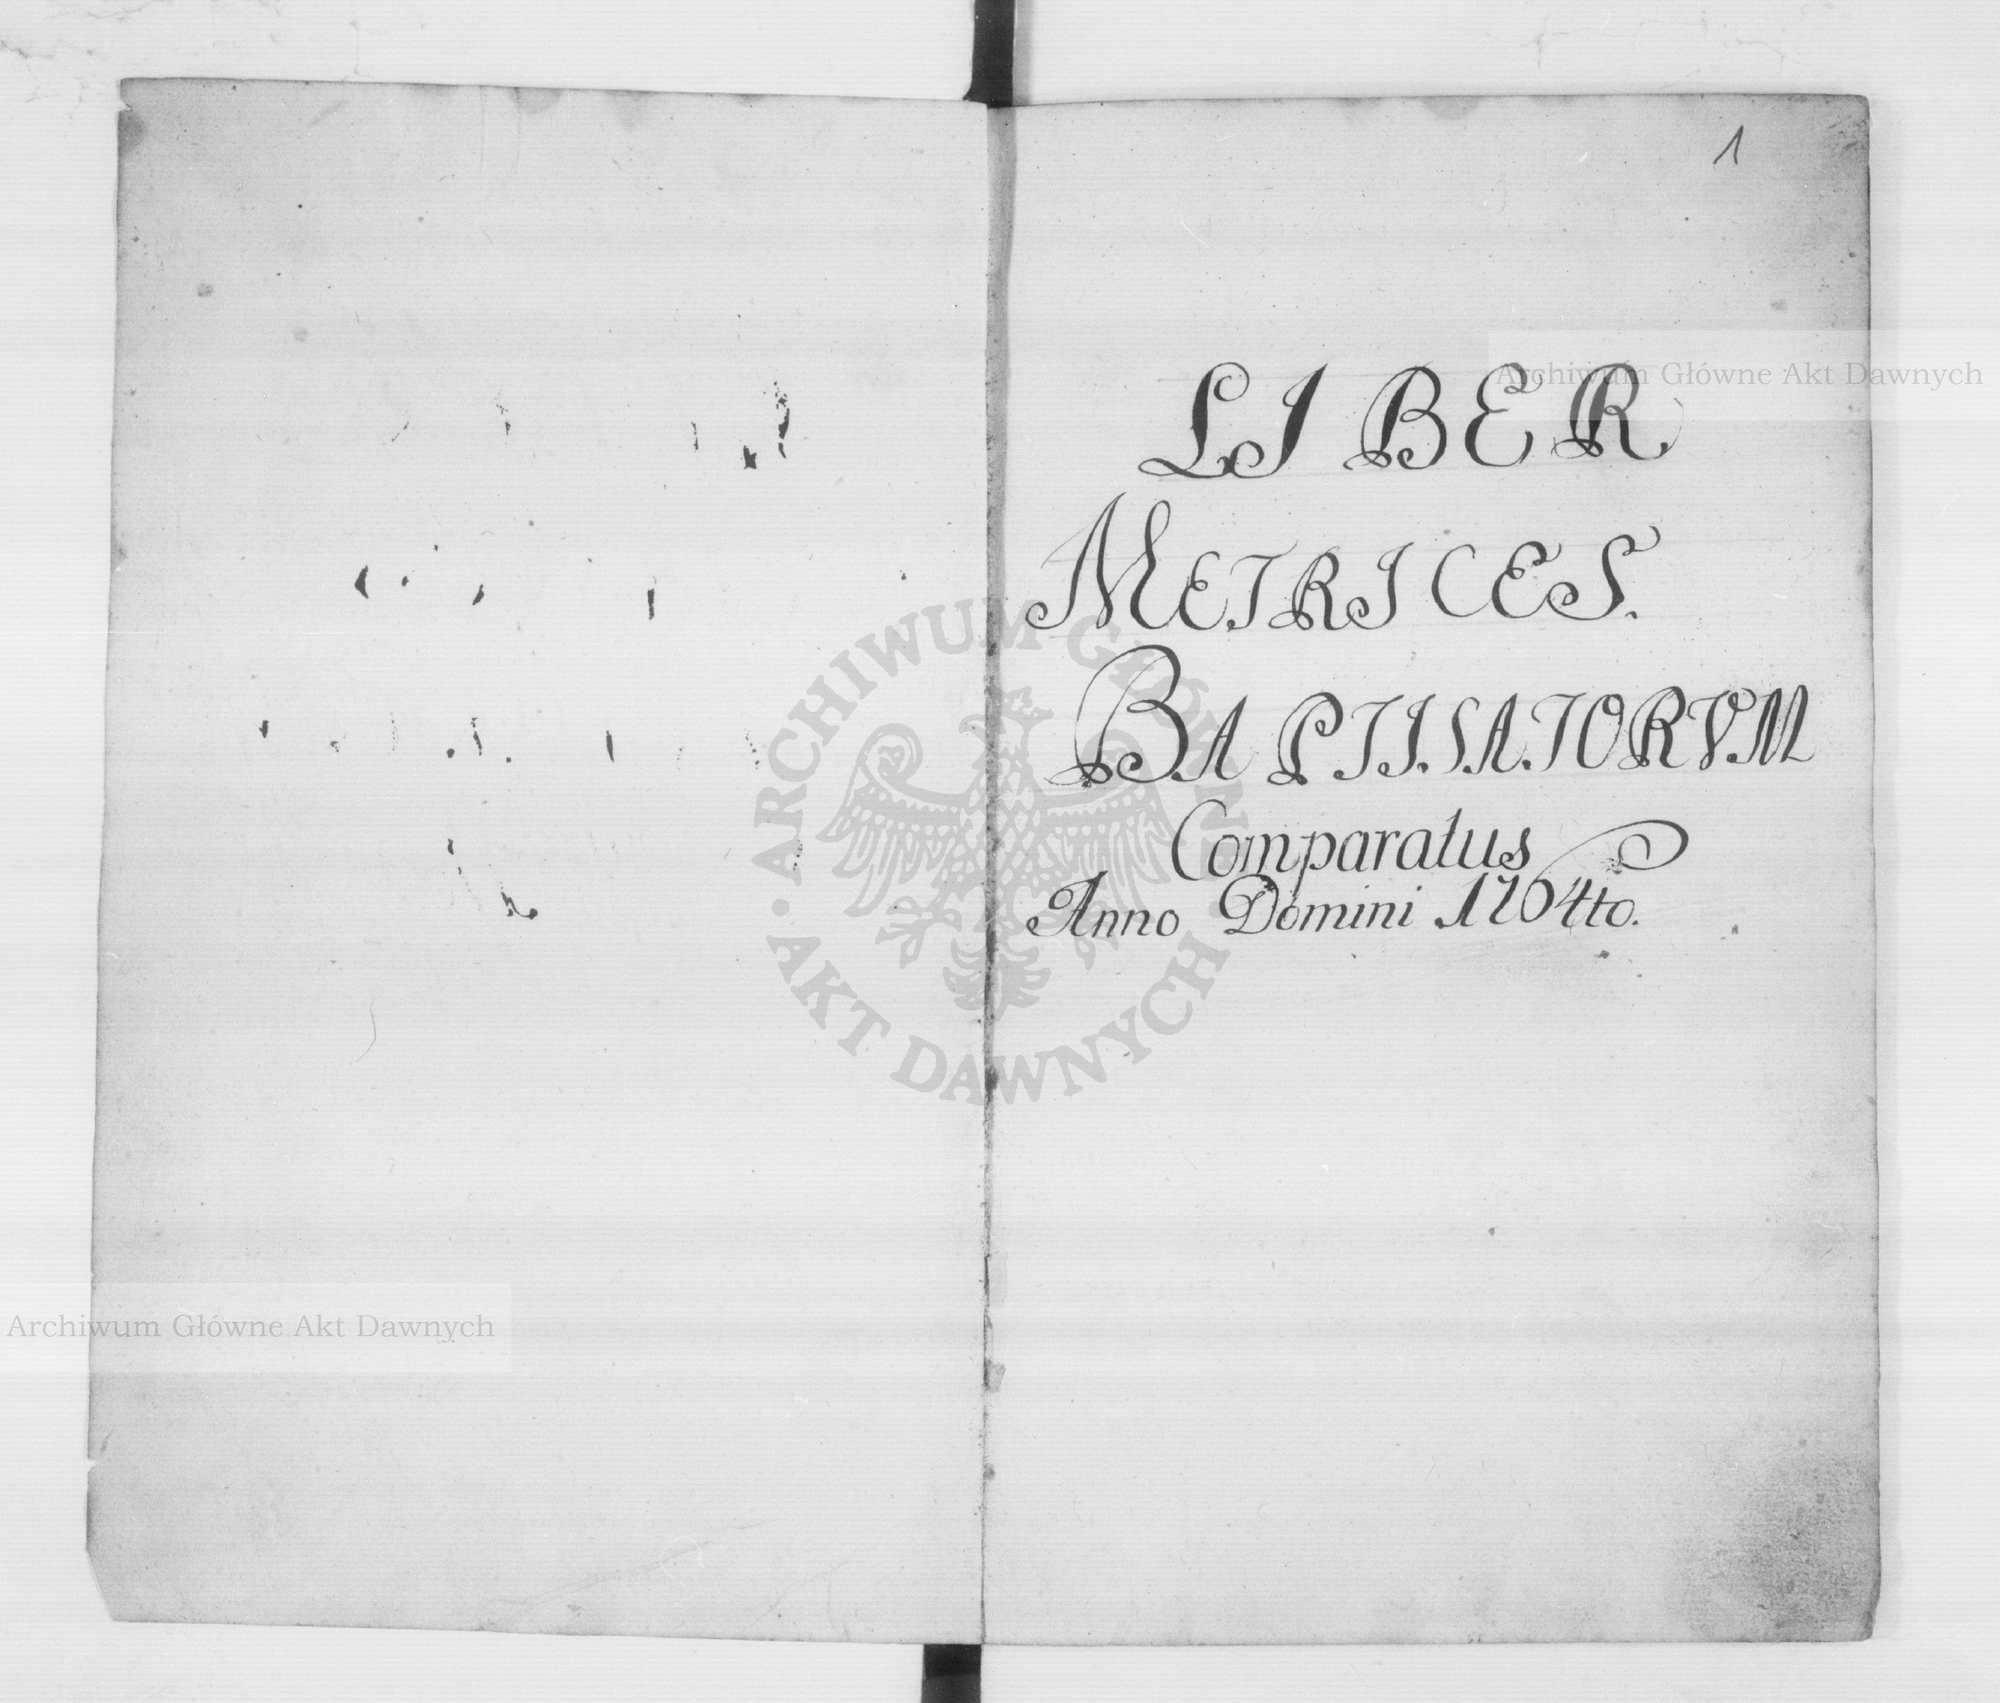 1
Archiwum Główne Akt Dawnych
LIBER
METRICES.
BAPTISATORVM
Comparatus
Anno Domini 1764to.
ARCHIWUM GŁÓWNE AKT DAWNYCH
Archiwum Główne Akt Dawnych